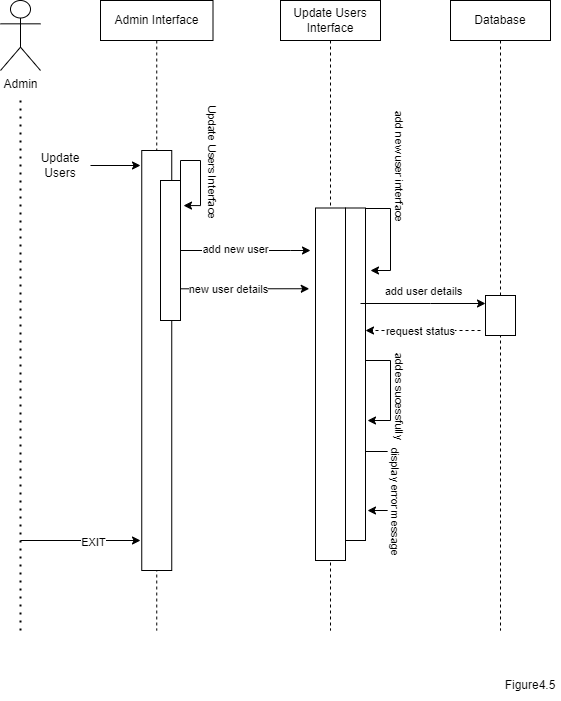 Admin Interface
Update Users
Interface
Database
Admin
Update Users Interface
add new user interface
Update
Users
add new user
new user details
add user details
request status
addes sucessfully
display errorm essage
EXIT
Figure4.5